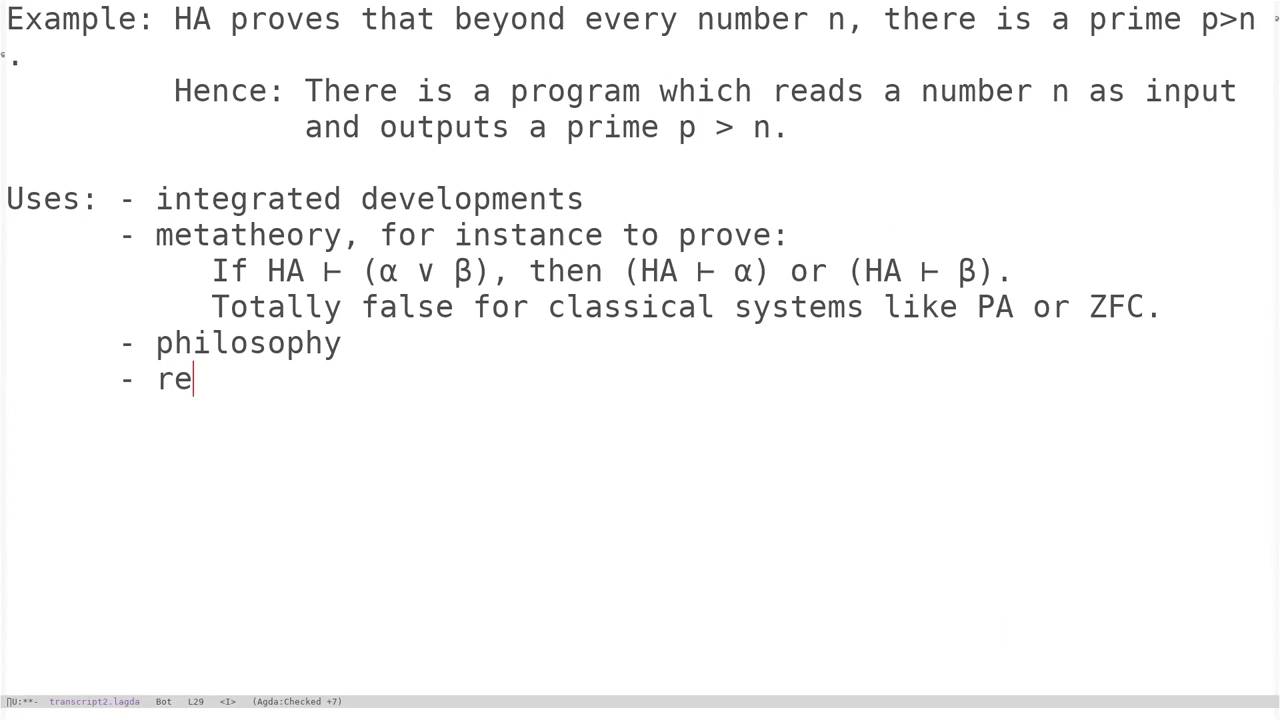 Example: HA proves that beyond every number n, there is a prime p>n
.
Hence: There is a program which reads a number n as input
and outputs a prime p > n.
Uses: - integrated developments
- metatheory, for instance to prove:
If HA ⊢ (α ∨ β), then (HA ⊢ α) or (HA ⊢ β).
Totally false for classical systems like PA or ZFC.
- philosophy
- re
U:**- transcript2.lagda Bot L29 <I> (Agda:Checked +7)